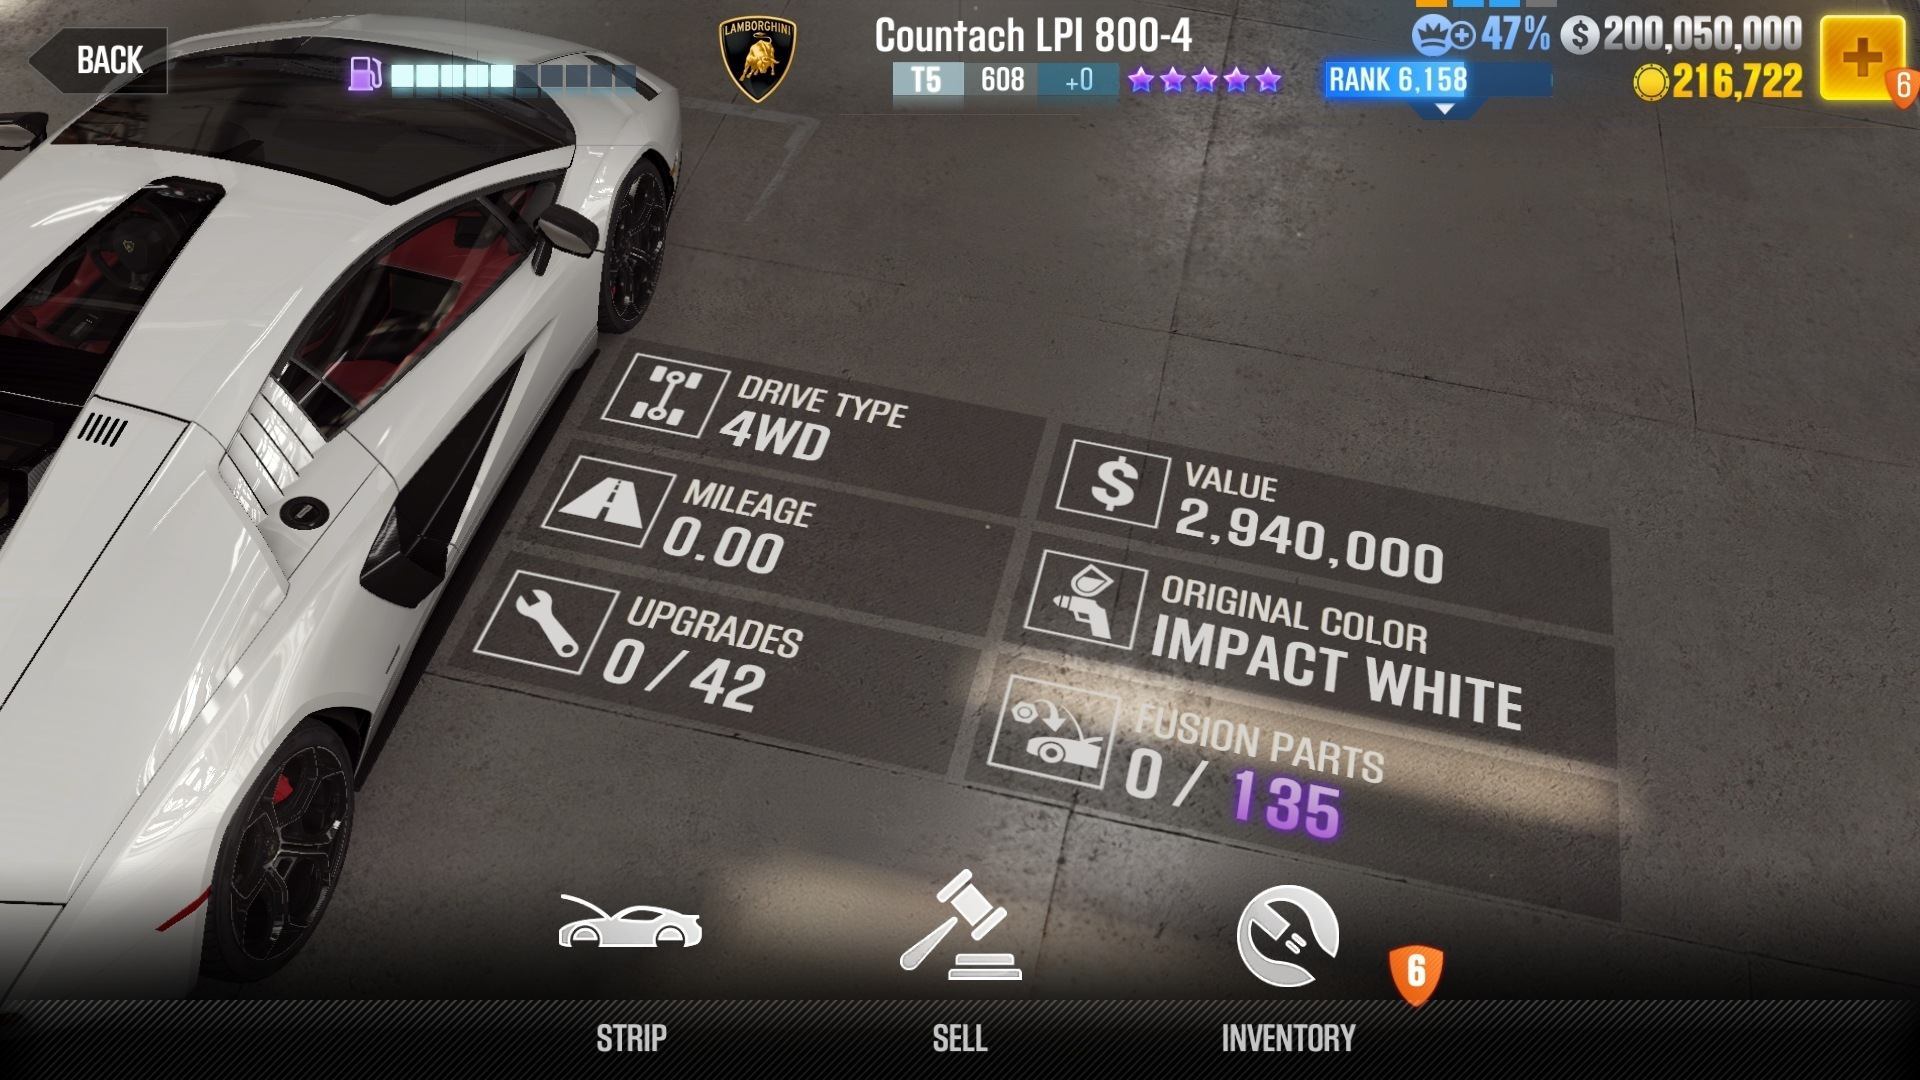 BACK
LAMBORGHINI
Countach LPI 800-4
T5 608 +0
47%
$ 200,050,000
RANK 6,158
216,722
6
DRIVE TYPE
4WD
MILEAGE
0.00
UPGRADES
0 / 42
$ VALUE
2,940,000
ORIGINAL COLOR
IMPACT WHITE
FUSION PARTS
0 / 135
6
STRIP
SELL
INVENTORY